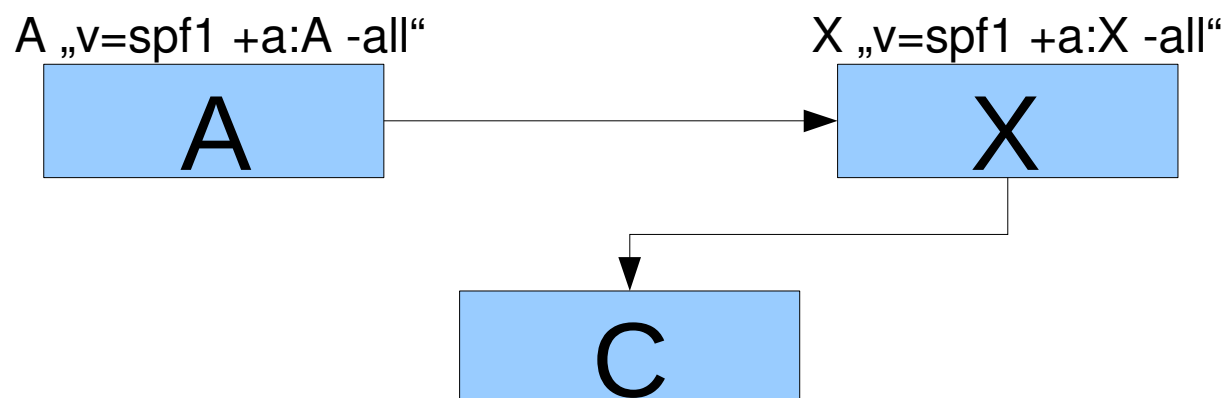 A „v=spf1 +a:A -all“
X „v=spf1 +a:X -all“
A
X
C